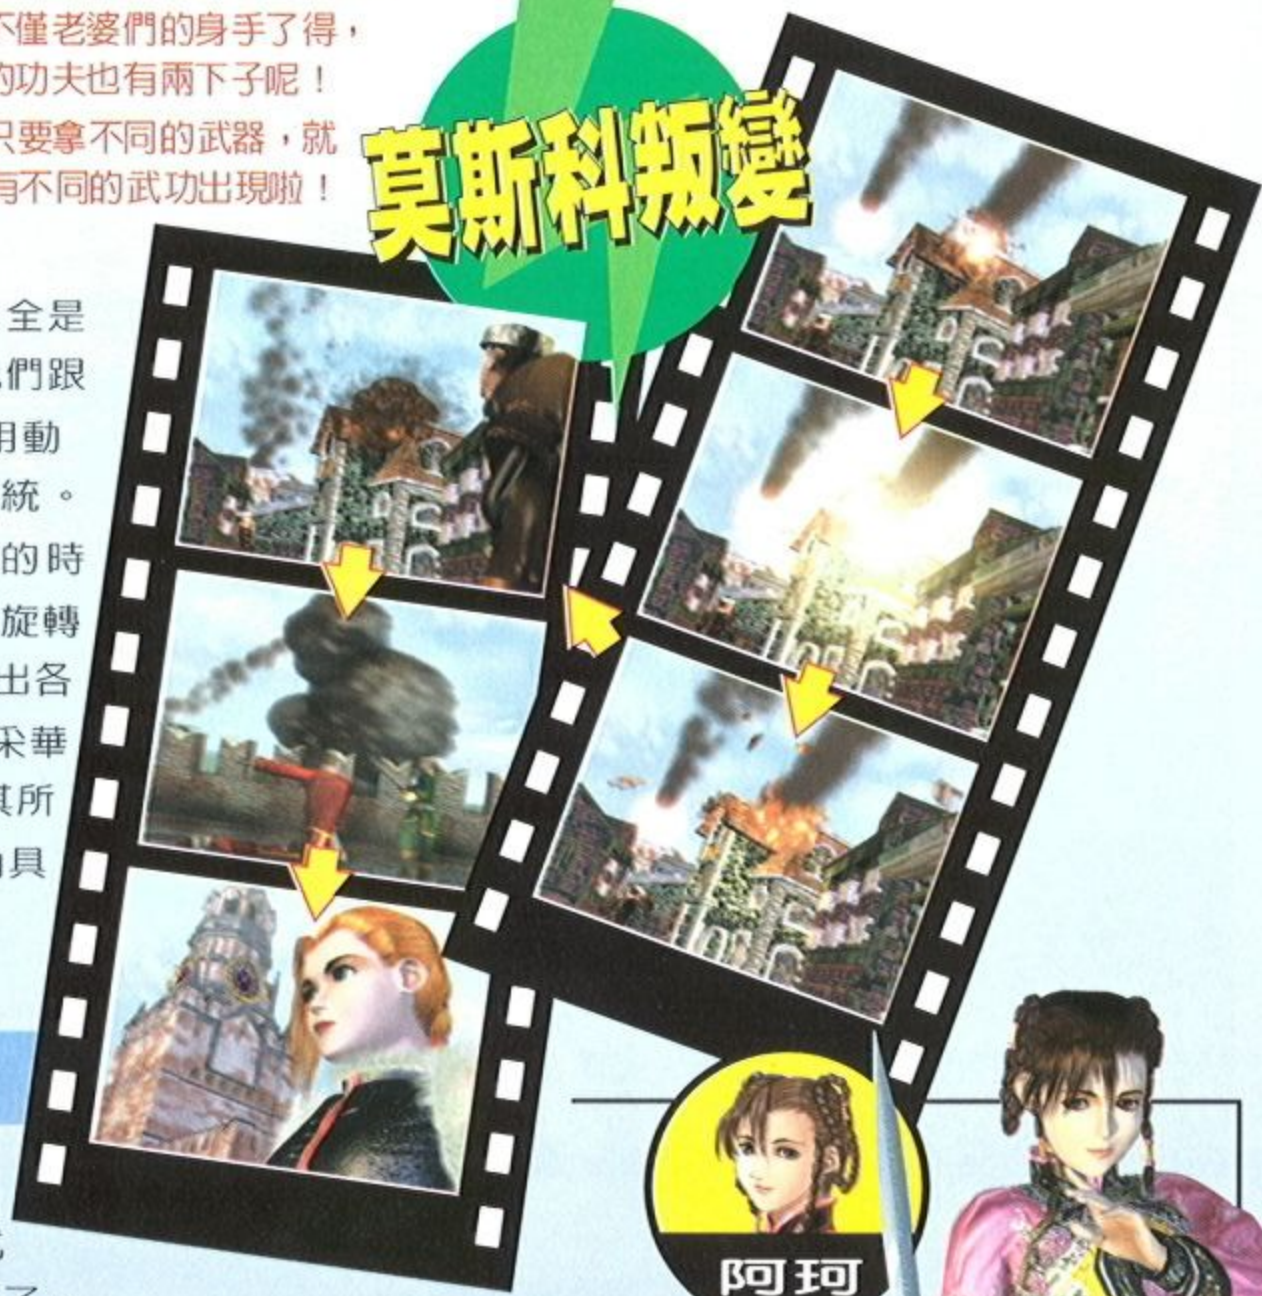 不僅老婆們的身手了得，
的功夫也有兩下子呢！
只要拿不同的武器，就
有不同的武功出現啦！
莫斯科叛變
全是
們跟
用動
統。
的時
旋轉
出各
采華
其所
具
阿珂